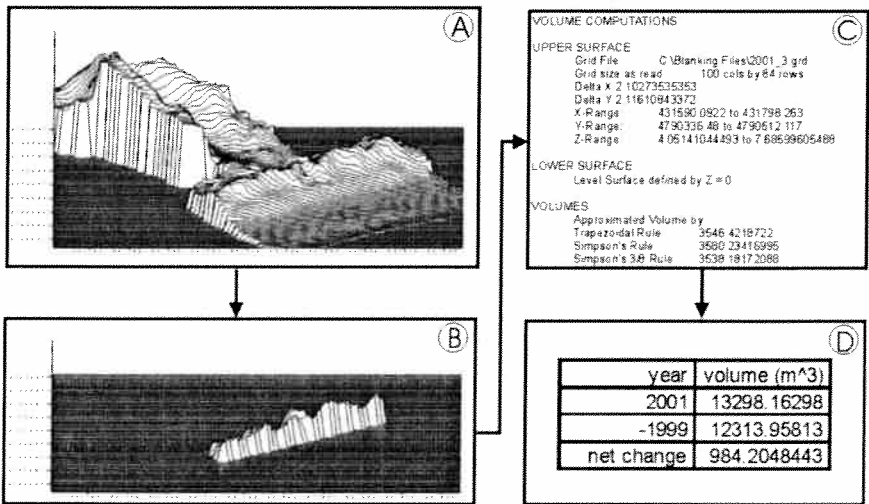 A
B
C
VOLUME COMPUTATIONS
UPPER SURFACE
Grid File C:\Blanking Files\2001_3.grd
Grid size as read 100 cols by 84 rows
Delta X 2.10273535353
Delta Y 2.11610843372
X-Range 431590.0922 to 431798.263
Y-Range: 4790336.48 to 4790512.117
Z-Range 4.05141044493 to 7.68599605488
LOWER SURFACE
Level Surface defined by Z = 0
VOLUMES
Approximated Volume by
Trapezoidal Rule 3546.4218722
Simpson's Rule 3580.23416995
Simpson's 3/8 Rule 3538.18172088
D
year volume (m^3)
2001 13298.16298
-1999 12313.95813
net change 984.2048443